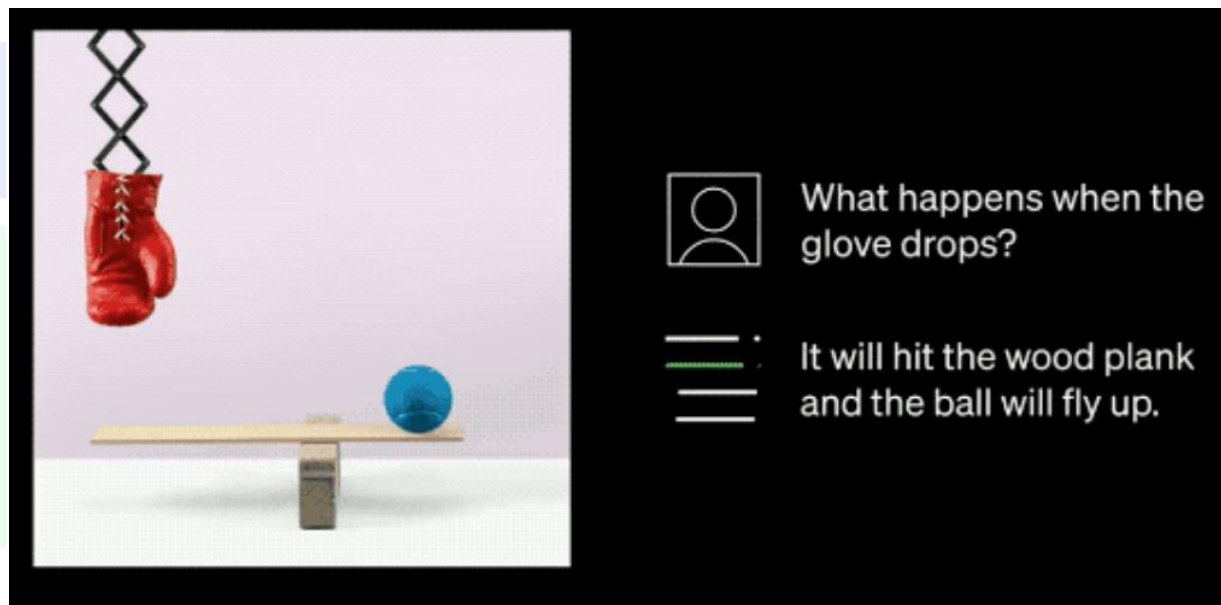 What happens when the
glove drops?
It will hit the wood plank
and the ball will fly up.